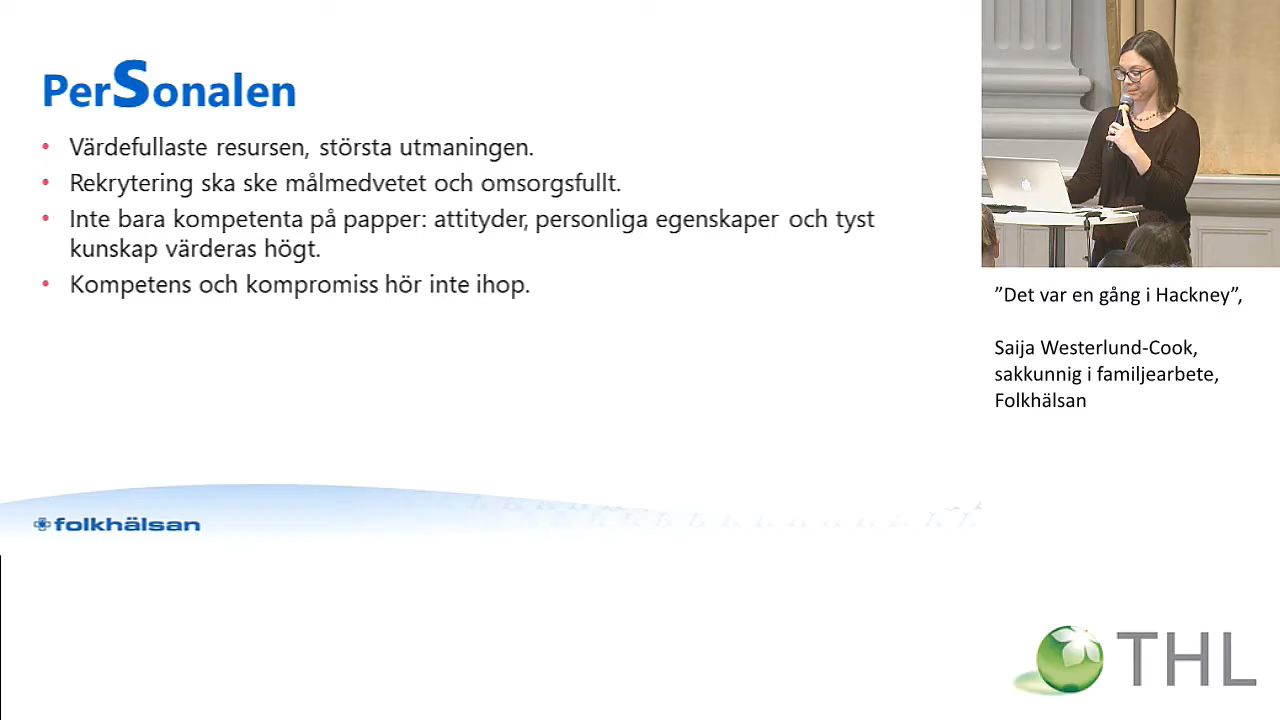 PerSonalen
• Värdefullaste resursen, största utmaningen.
• Rekrytering ska ske målmedvetet och omsorgsfullt.
• Inte bara kompetenta på papper: attityder, personliga egenskaper och tyst
kunskap värderas högt.
• Kompetens och kompromiss hör inte ihop.
folkhälsan
”Det var en gång i Hackney”,
Saija Westerlund-Cook,
sakkunnig i familjearbete,
Folkhälsan
THL